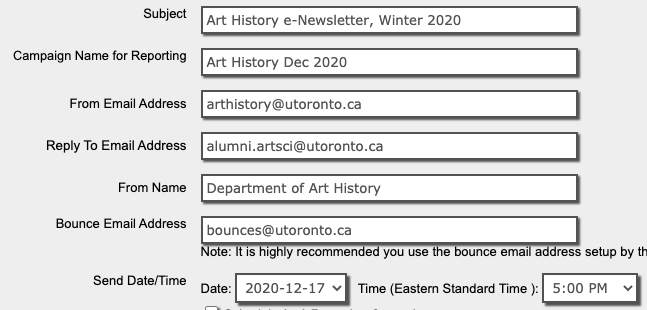 Subject Art History e-Newsletter, Winter 2020
Campaign Name for Reporting Art History Dec 2020
From Email Address arthistory@utoronto.ca
Reply To Email Address alumni.artsci@utoronto.ca
From Name Department of Art History
Bounce Email Address bounces@utoronto.ca
Note: It is highly recommended you use the bounce email address setup by
Send Date/Time Date: 2020-12-17 Time (Eastern Standard Time ): 5:00 PM